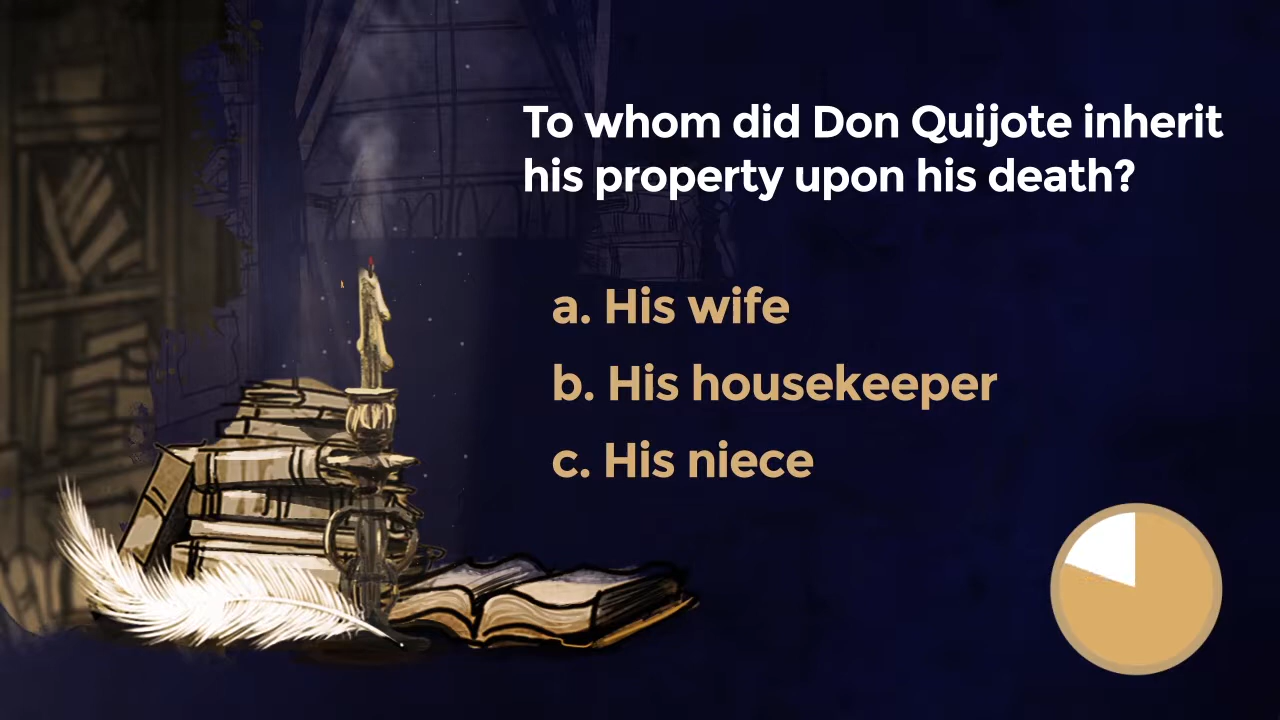 To whom did Don Quijote inherit
his property upon his death?
a. His wife
b. His housekeeper
c. His niece